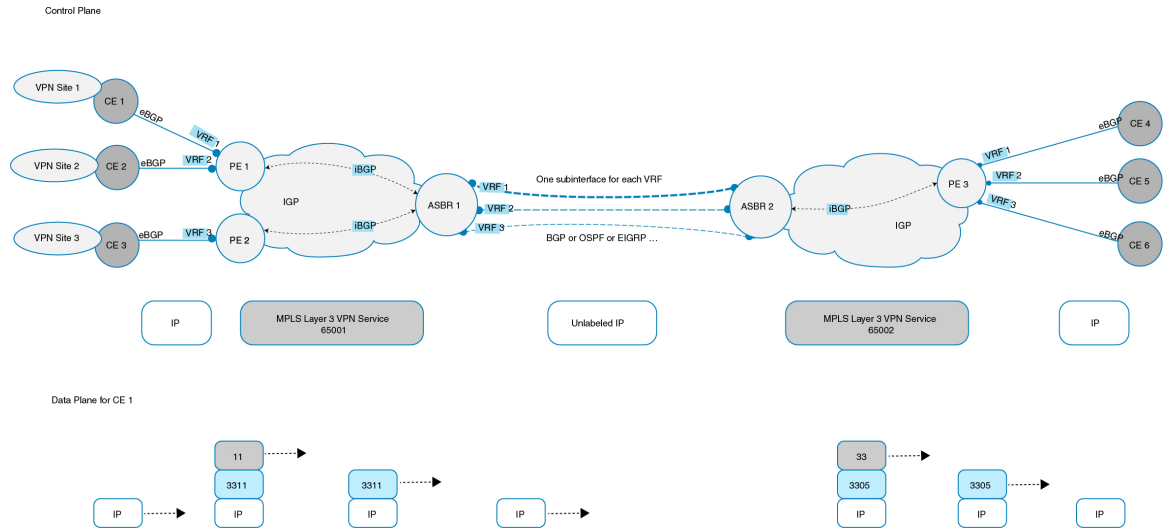 Control Plane
VPN Site 1
CE 1
eBGP
VRF 1
VPN Site 2
CE 2
eBGP
VRF 2
PE 1
VPN Site 3
CE 3
eBGP
VRF 3
PE 2
iBGP
IGP
iBGP
ASBR 1
VRF 1
VRF 2
VRF 3
One subinterface for each VRF
BGP or OSPF or EIGRP ...
ASBR 2
iBGP
IGP
PE 3
VRF 1
VRF 2
VRF 3
eBGP
CE 4
eBGP
CE 5
eBGP
CE 6
IP
MPLS Layer 3 VPN Service
65001
Unlabeled IP
MPLS Layer 3 VPN Service
65002
IP
Data Plane for CE 1
IP
11
3311
IP
3311
IP
IP
33
3305
IP
3305
IP
IP